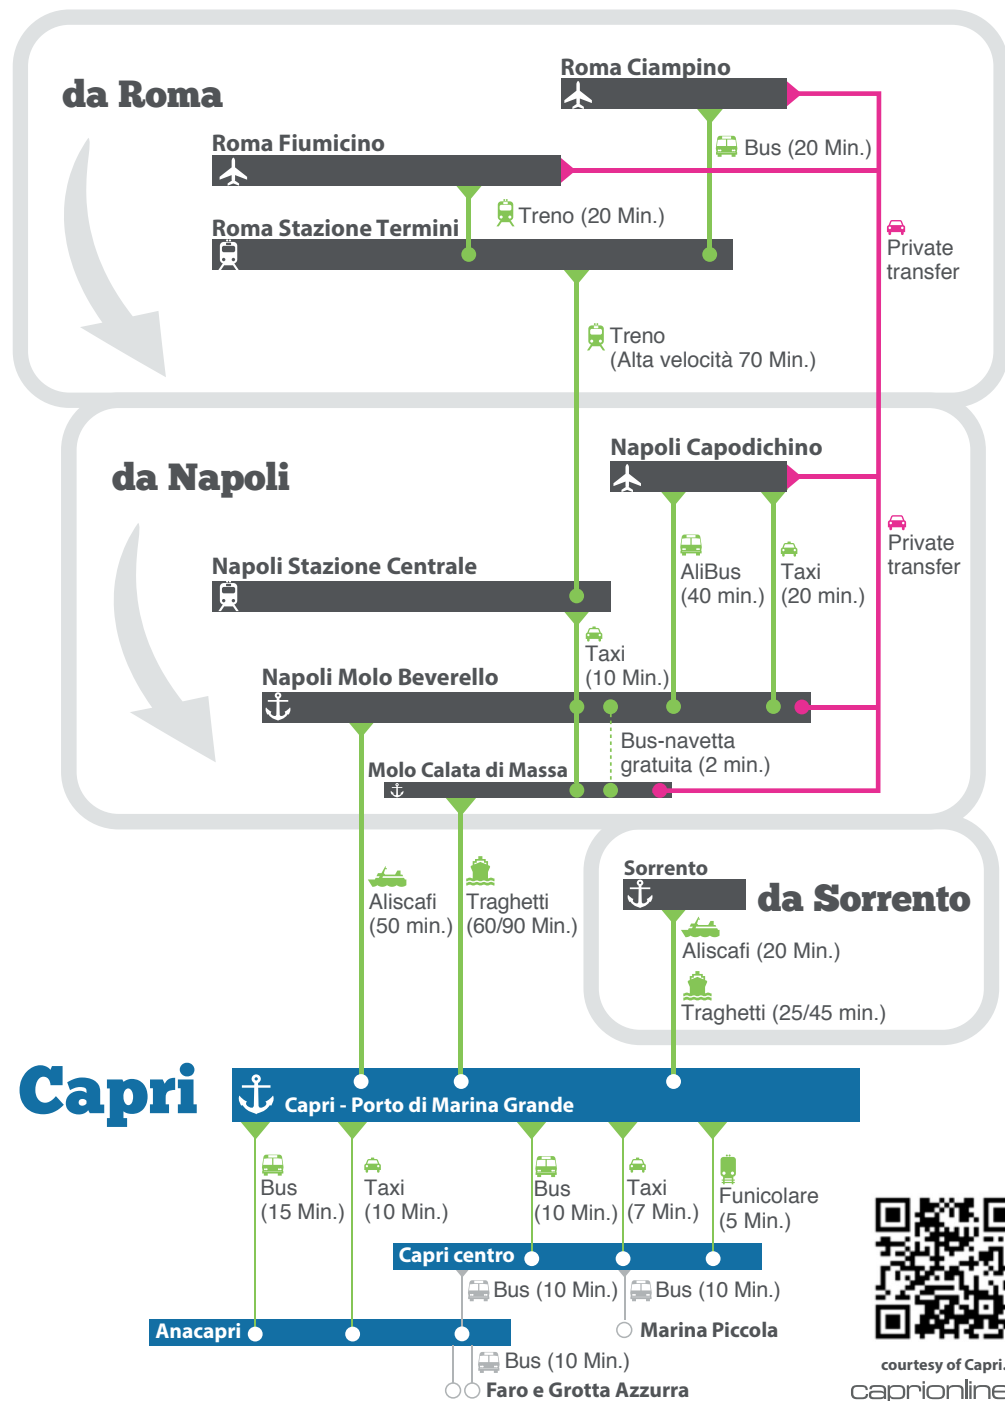 da Roma
Roma Ciampino
Bus (20 Min.)
Roma Fiumicino
Treno (20 Min.)
Roma Stazione Termini
Private
transfer
Treno
(Alta velocità 70 Min.)
da Napoli
Napoli Capodichino
Private
transfer
AliBus
(40 min.)
Taxi
(20 min.)
Napoli Stazione Centrale
Taxi
(10 Min.)
Napoli Molo Beverello
Bus-navetta
gratuita (2 min.)
Molo Calata di Massa
Aliscafi
(50 min.)
Traghetti
(60/90 Min.)
Sorrento
da Sorrento
Aliscafi (20 Min.)
Traghetti (25/45 min.)
Capri
Capri - Porto di Marina Grande
Bus
(15 Min.)
Taxi
(10 Min.)
Bus
(10 Min.)
Taxi
(7 Min.)
Funicolare
(5 Min.)
Capri centro
Bus (10 Min.)
Bus (10 Min.)
Anacapri
Marina Piccola
Bus (10 Min.)
Faro e Grotta Azzurra
courtesy of Capri.
caprionline